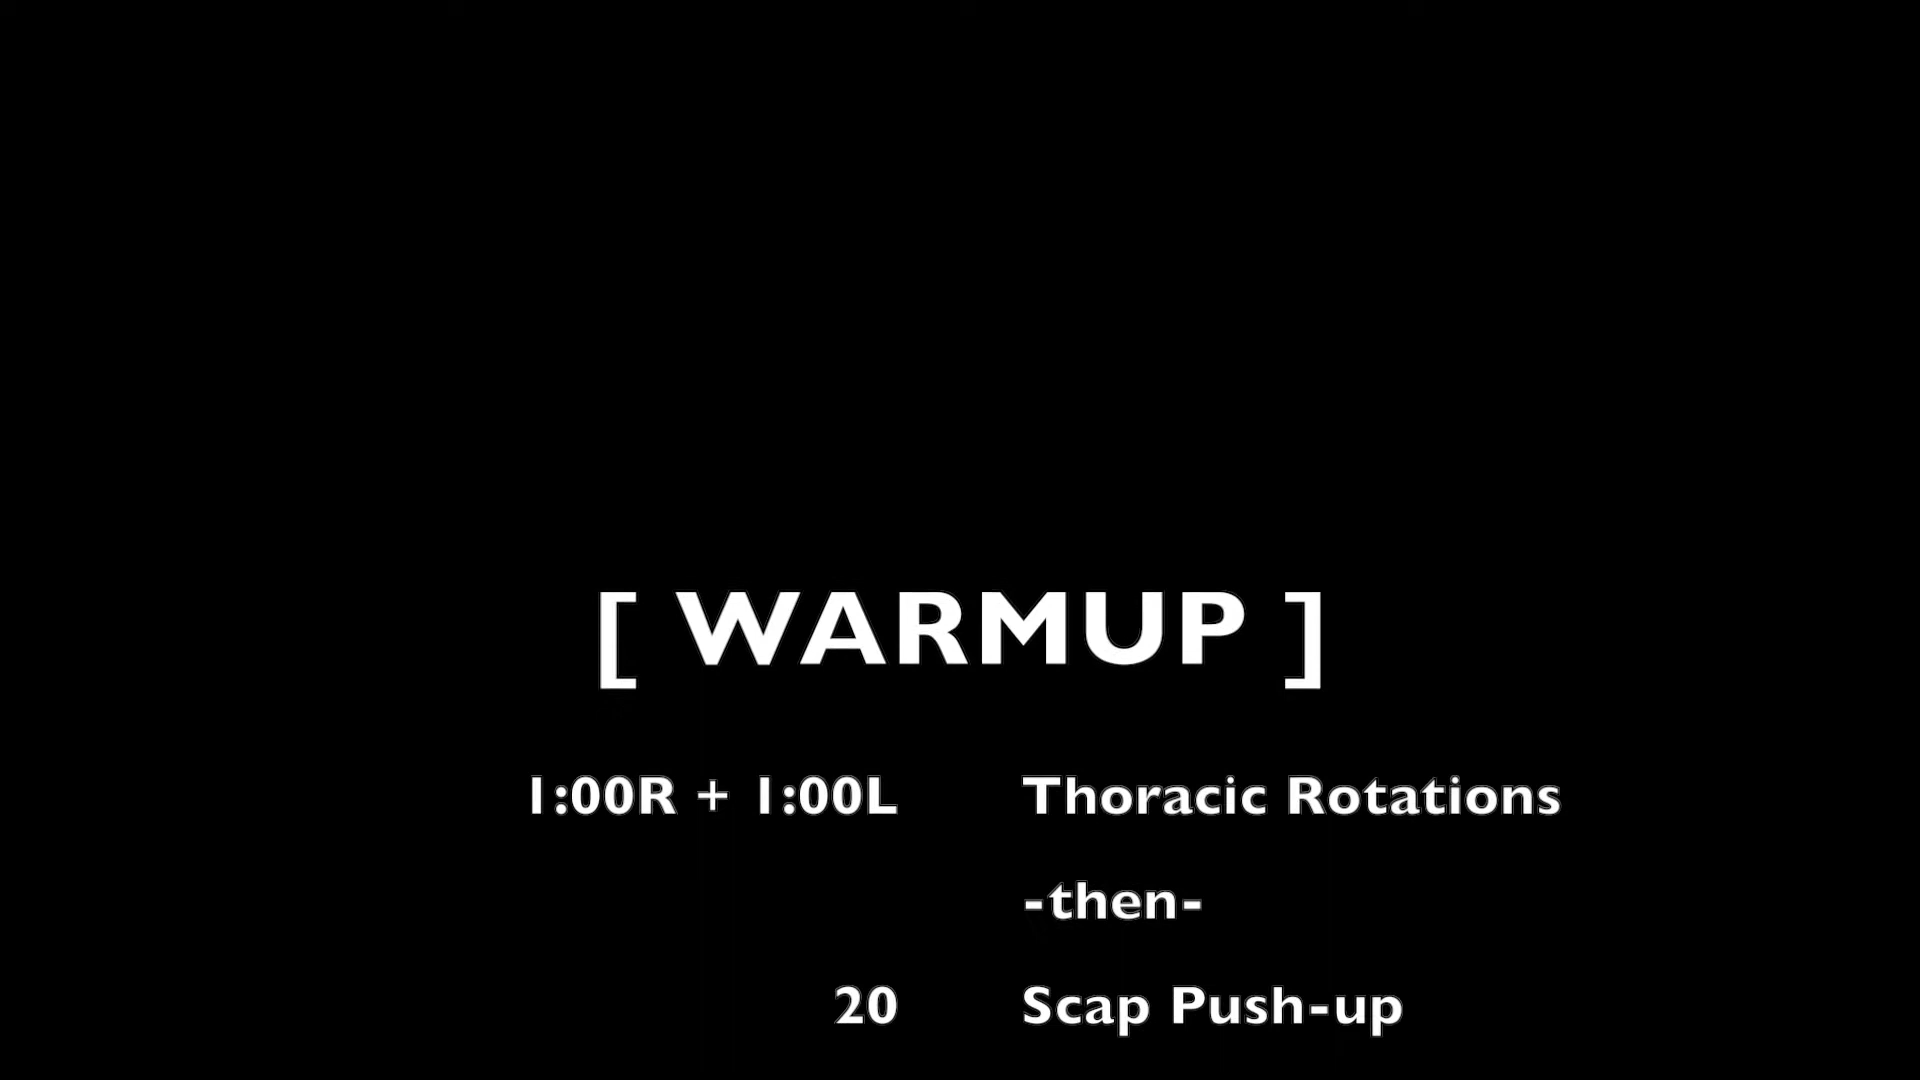 [ WARMUP ]
1:00R + 1:00L Thoracic Rotations
-then-
20 Scap Push-up